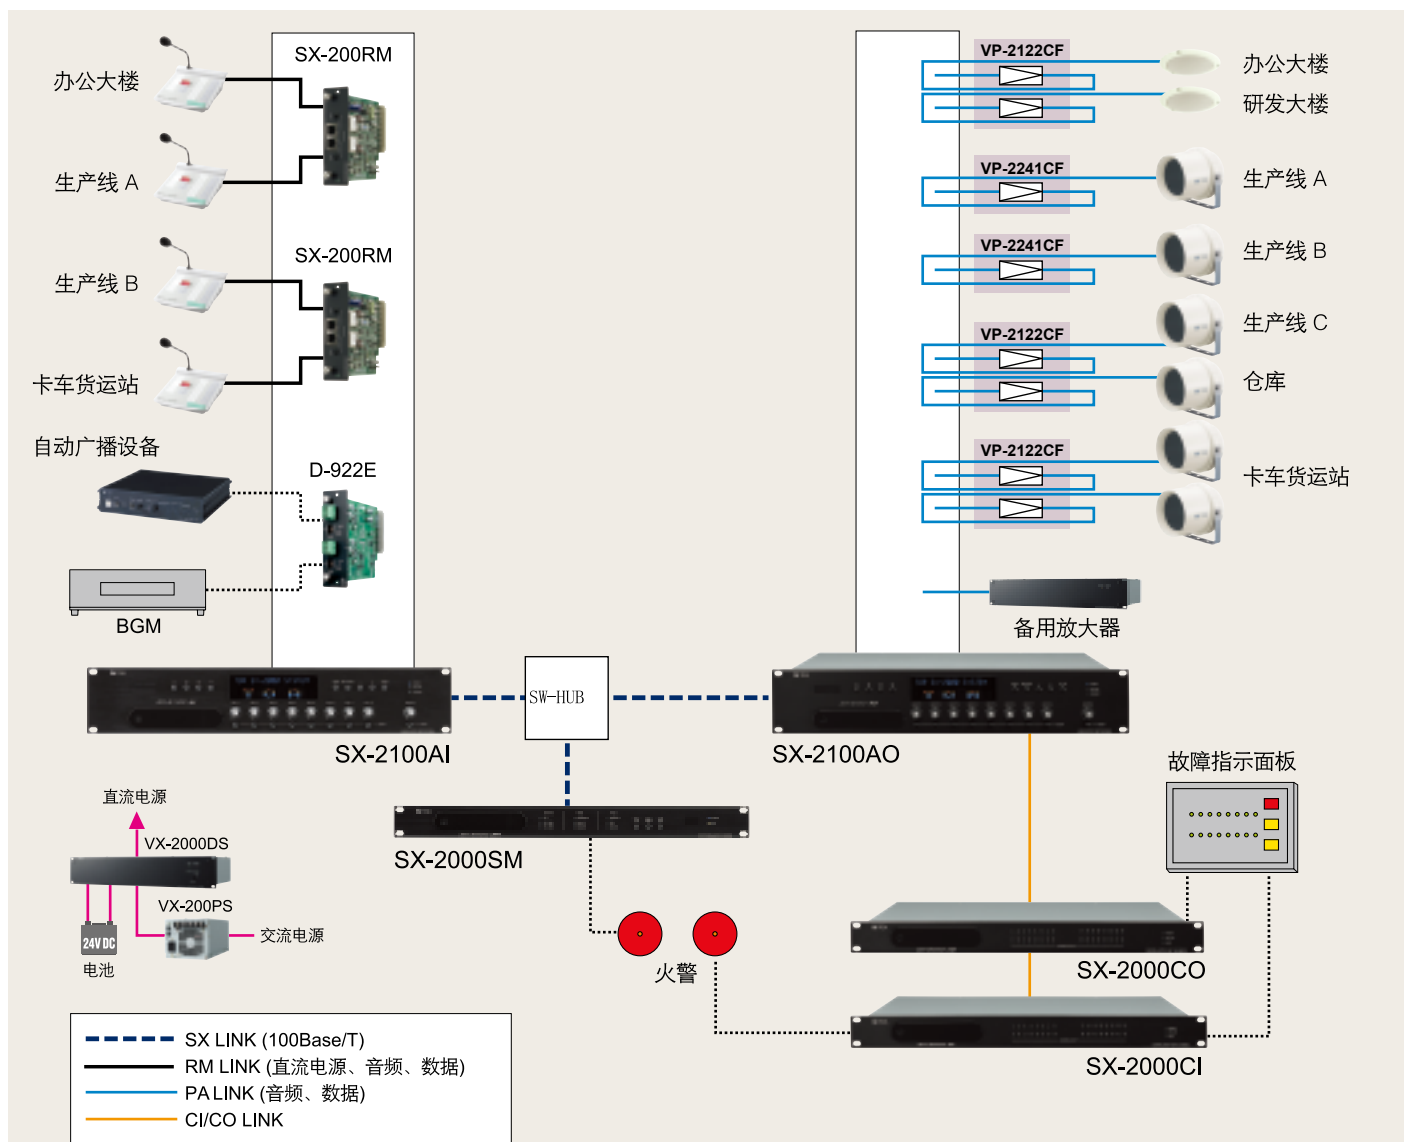 SX-200RM
办公大楼
生产线 A
SX-200RM
生产线 B
卡车货运站
自动广播设备
D-922E
BGM
SX-2100AI
SW-HUB
SX-2100AO
VP-2122CF
办公大楼
研发大楼
VP-2241CF
生产线 A
VP-2241CF
生产线 B
VP-2122CF
生产线 C
仓库
VP-2122CF
卡车货运站
备用放大器
故障指示面板
SX-2000SM
直流电源
VX-2000DS
VX-200PS
24V DC
电池
交流电源
火警
SX-2000CO
SX-2000CI
SX LINK (100Base/T)
RM LINK (直流电源、音频、数据)
PA LINK (音频、数据)
CI/CO LINK